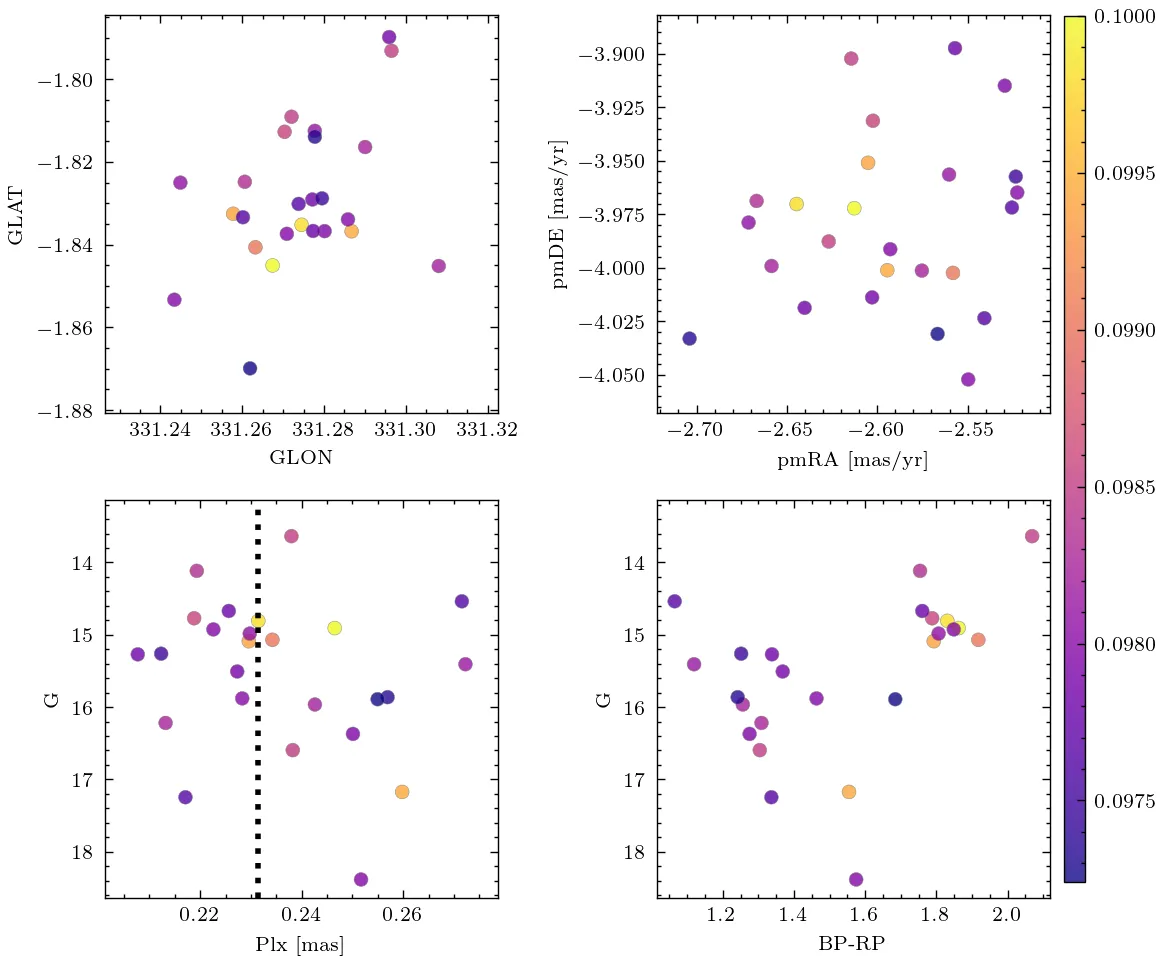 −1.80
−1.82
−1.84
−1.86
−1.88
GLAT
331.24 331.26 331.28 331.30 331.32
GLON
−3.900
−3.925
−3.950
−3.975
−4.000
−4.025
−4.050
pmDE [mas/yr]
−2.70 −2.65 −2.60 −2.55
pmRA [mas/yr]
0.1000
0.0995
0.0990
0.0985
0.0980
0.0975
14
15
16
17
18
G
0.22 0.24 0.26
Plx [mas]
14
15
16
17
18
G
1.2 1.4 1.6 1.8 2.0
BP-RP